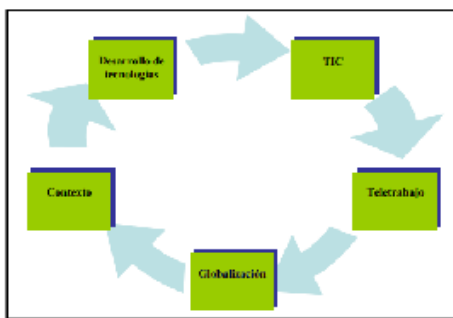 Desarrollo de
tecnologías
TIC
Teletrabajo
Globalización
Contexto